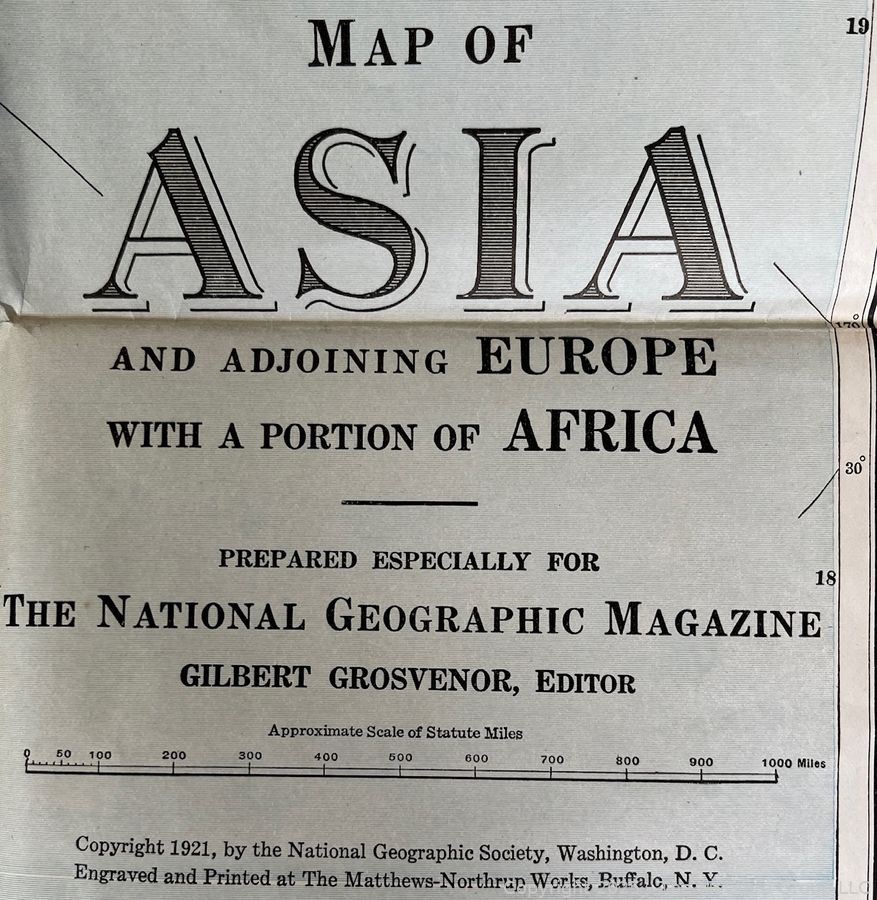 MAP OF
19
ASIA
170°
AND ADJOINING EUROPE
WITH A PORTION OF AFRICA
30°
PREPARED ESPECIALLY FOR
18
THE NATIONAL GEOGRAPHIC MAGAZINE
GILBERT GROSVENOR, EDITOR
Approximate Scale of Statute Miles
0 50 100 200 300 400 500 600 700 800 900 1000 Miles
Copyright 1921, by the National Geographic Society, Washington, D. C.
Engraved and Printed at The Matthews-Northrup Works, Buffalo, N. Y.
LLC